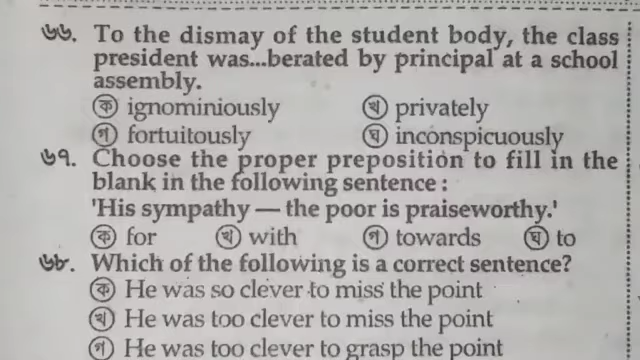 ৬৬. To the dismay of the student body, the class
president was...berated by principal at a school
assembly.
ক ignominiously খ privately
গ fortuitously ঘ inconspicuously
৬৭. Choose the proper preposition to fill in the
blank in the following sentence :
'His sympathy — the poor is praiseworthy.'
ক for খ with গ towards ঘ to
৬৮. Which of the following is a correct sentence?
ক He was so clever to miss the point
খ He was too clever to miss the point
গ He was too clever to grasp the point